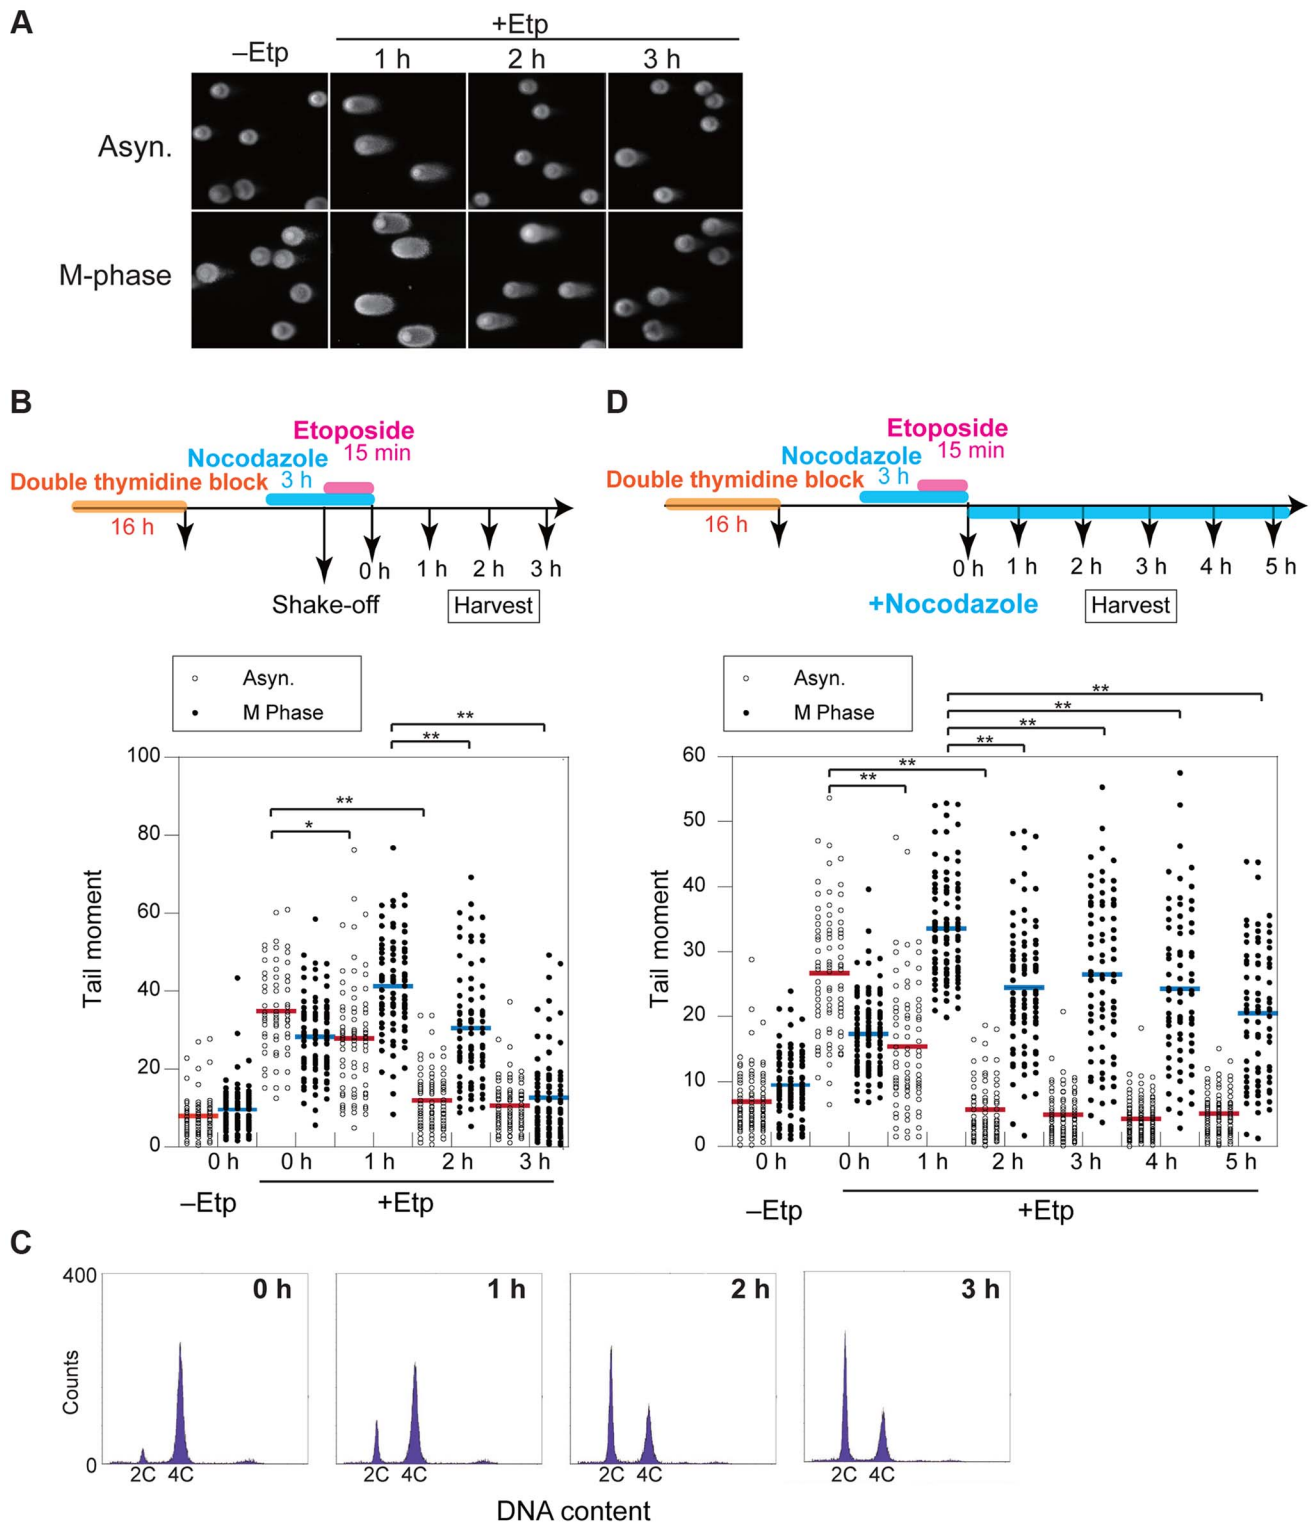 A
+Etp
–Etp
1 h
2 h
3 h
Asyn.
M-phase
B
Etoposide
15 min
Nocodazole
3 h
Double thymidine block
16 h
0 h
1 h
2 h
3 h
Shake-off
Harvest
Asyn.
M Phase
**
**
**
*
100
80
60
40
20
0
Tail moment
0 h
0 h
1 h
2 h
3 h
–Etp
+Etp
D
Etoposide
15 min
Nocodazole
3 h
Double thymidine block
16 h
0 h
1 h
2 h
3 h
4 h
5 h
+Nocodazole
Harvest
Asyn.
M Phase
**
**
**
**
**
**
60
50
40
30
20
10
0
Tail moment
0 h
0 h
1 h
2 h
3 h
4 h
5 h
–Etp
+Etp
C
400
0
Counts
0 h
1 h
2 h
3 h
2C 4C
2C 4C
2C 4C
2C 4C
DNA content